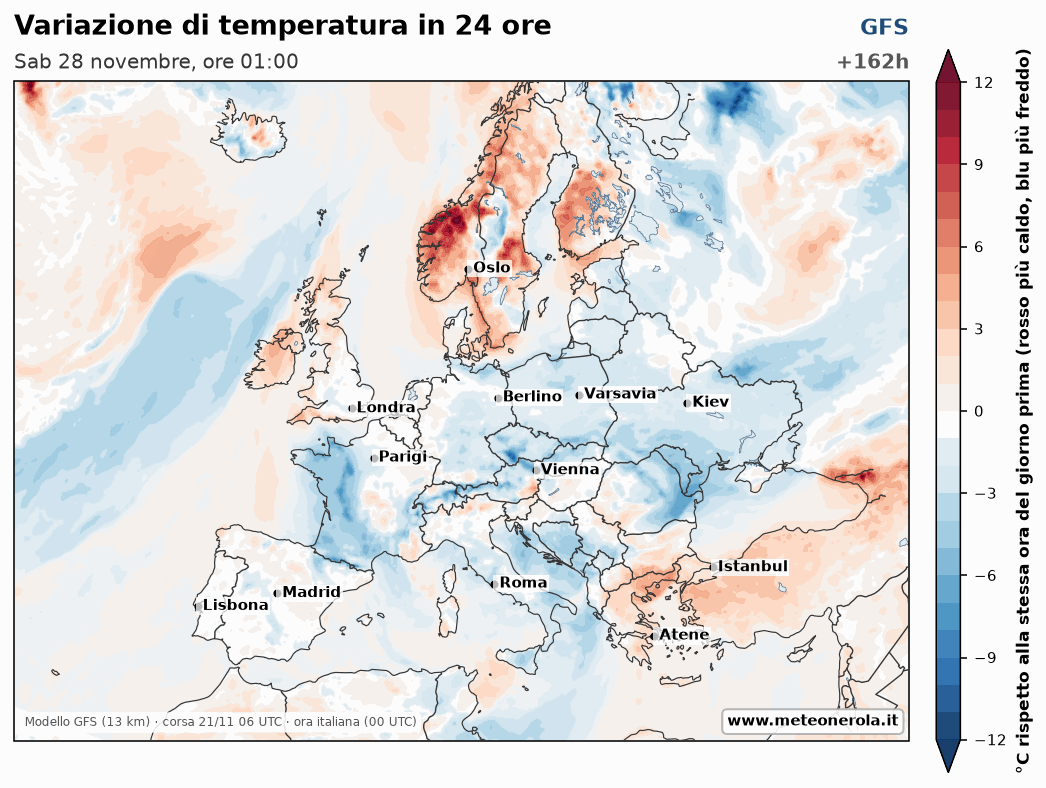 Variazione di temperatura in 24 ore
GFS
Sab 28 novembre, ore 01:00
+162h
Oslo
Londra
Berlino
Varsavia
Kiev
Parigi
Vienna
Istanbul
Roma
Madrid
Lisbona
Atene
Modello GFS (13 km) · corsa 21/11 06 UTC · ora italiana (00 UTC)
www.meteonerola.it
12
9
6
3
0
−3
−6
−9
−12
°C rispetto alla stessa ora del giorno prima (rosso più caldo, blu più freddo)